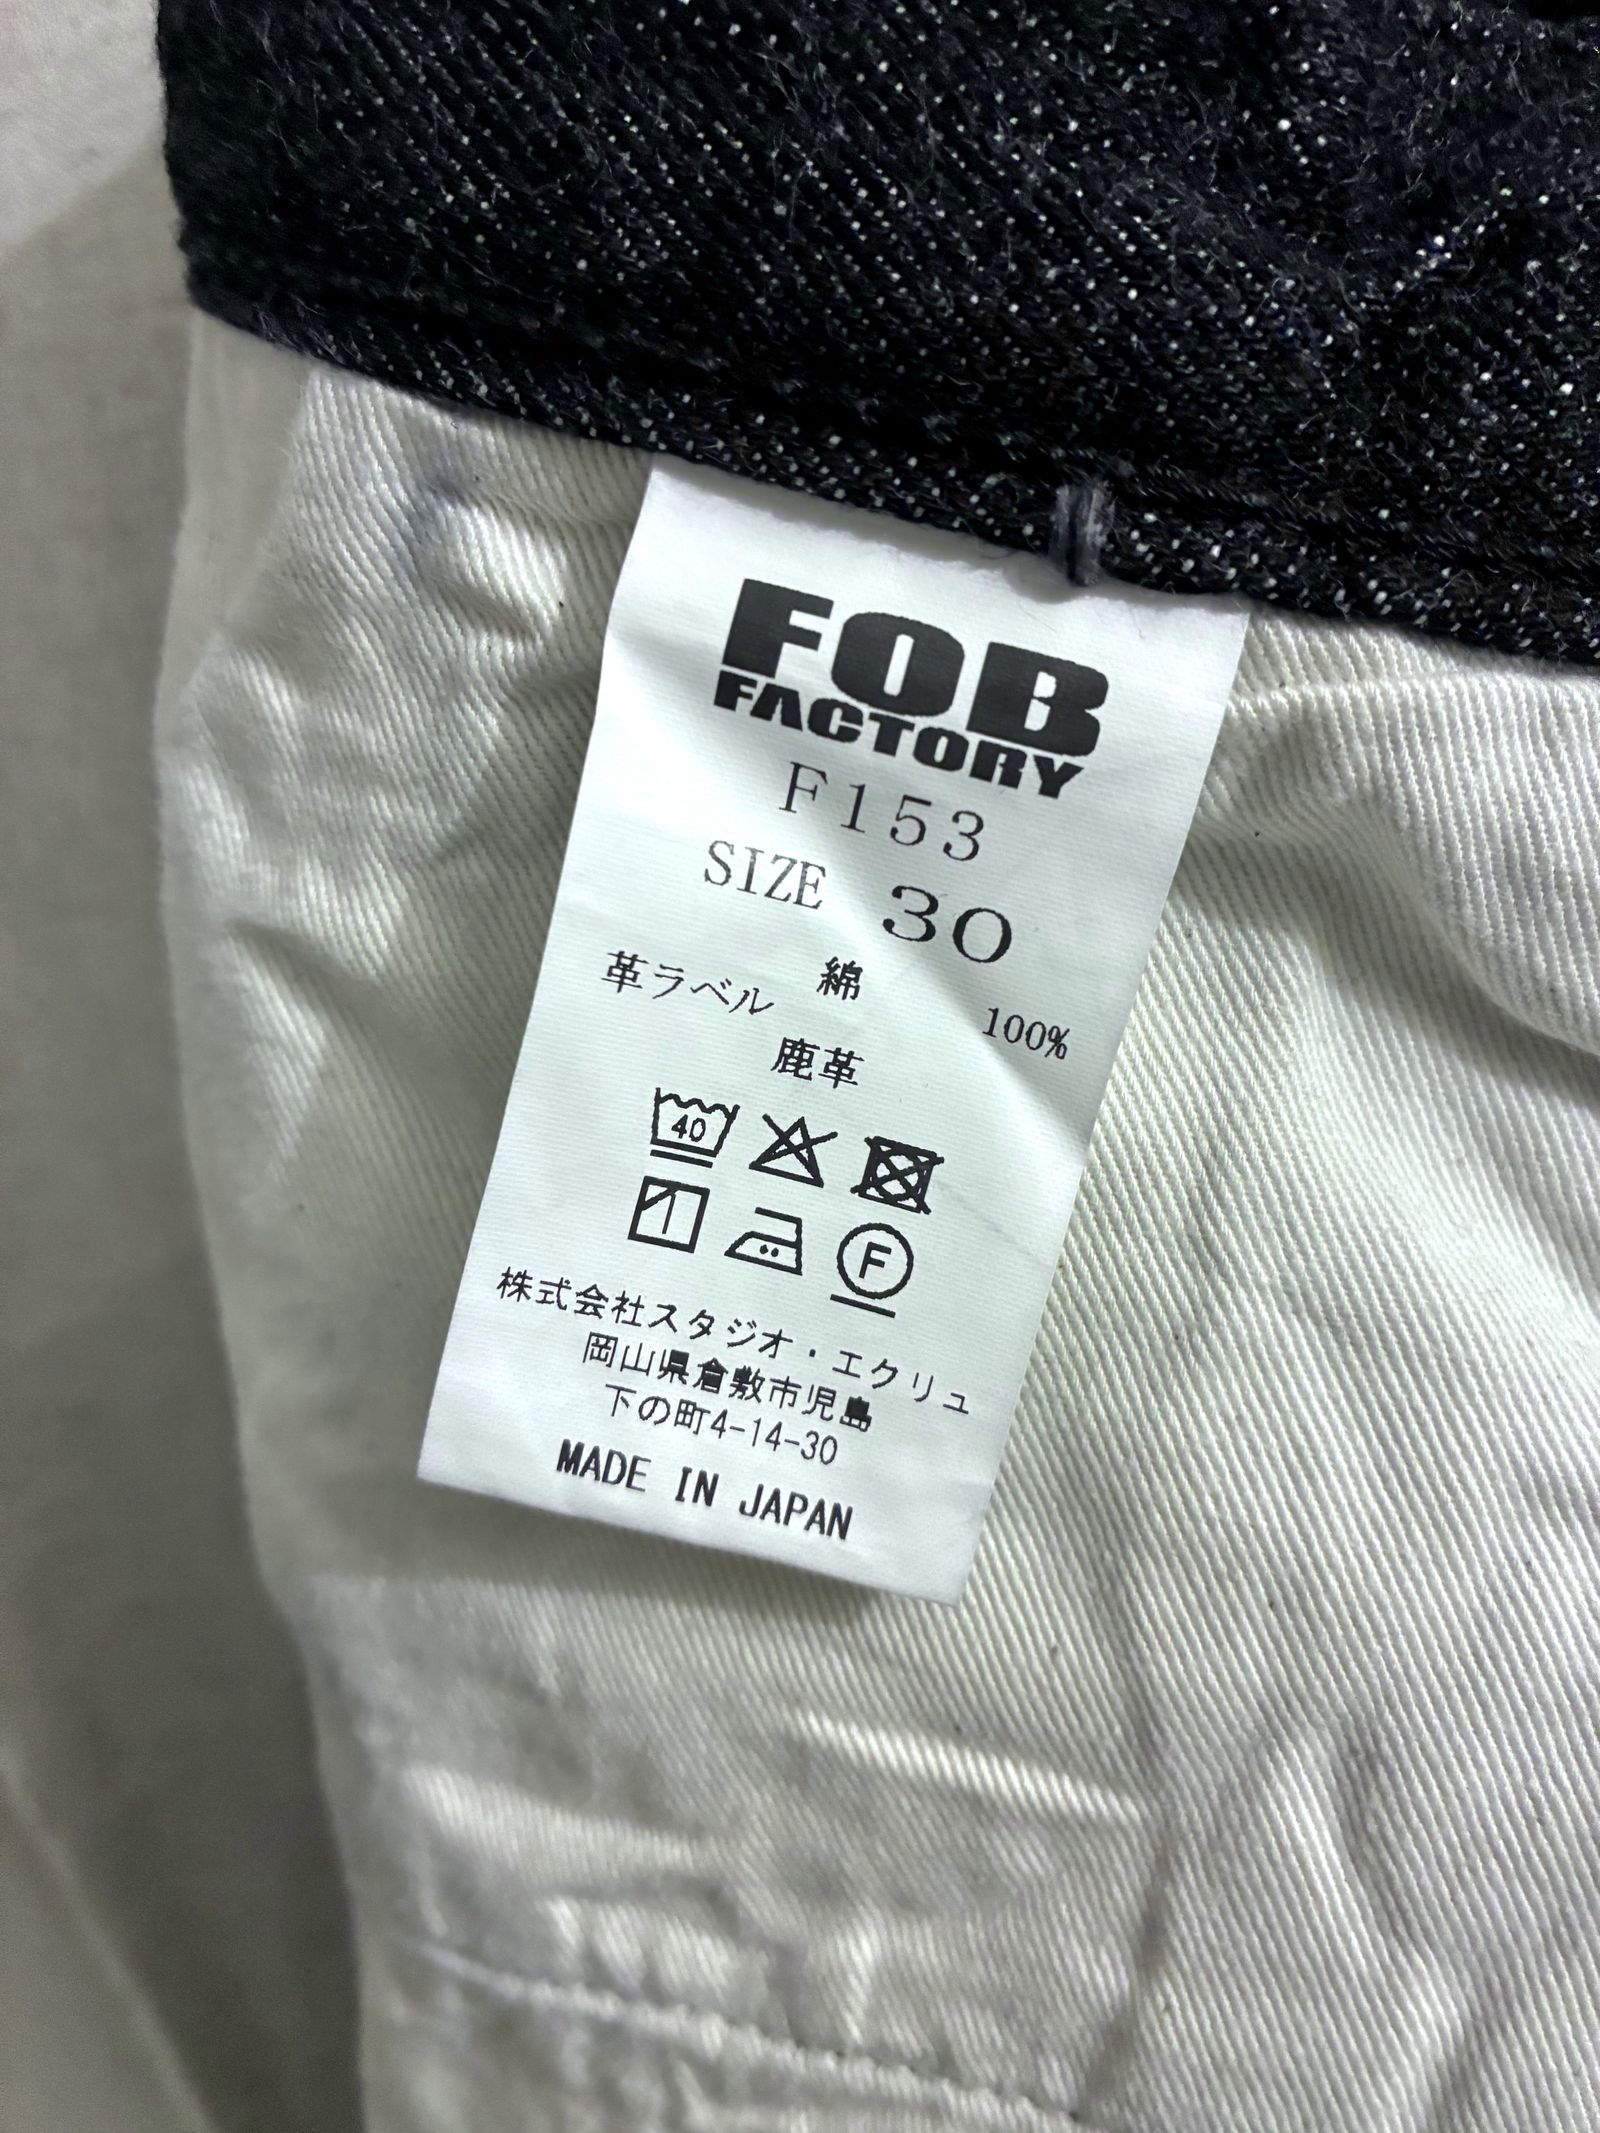 FOB
FACTORY
F153
SIZE 30
綿 100%
革ラベル
鹿革
40
F
株式会社スタジオ・エクリュ
岡山県倉敷市児島
下の町4-14-30
MADE IN JAPAN